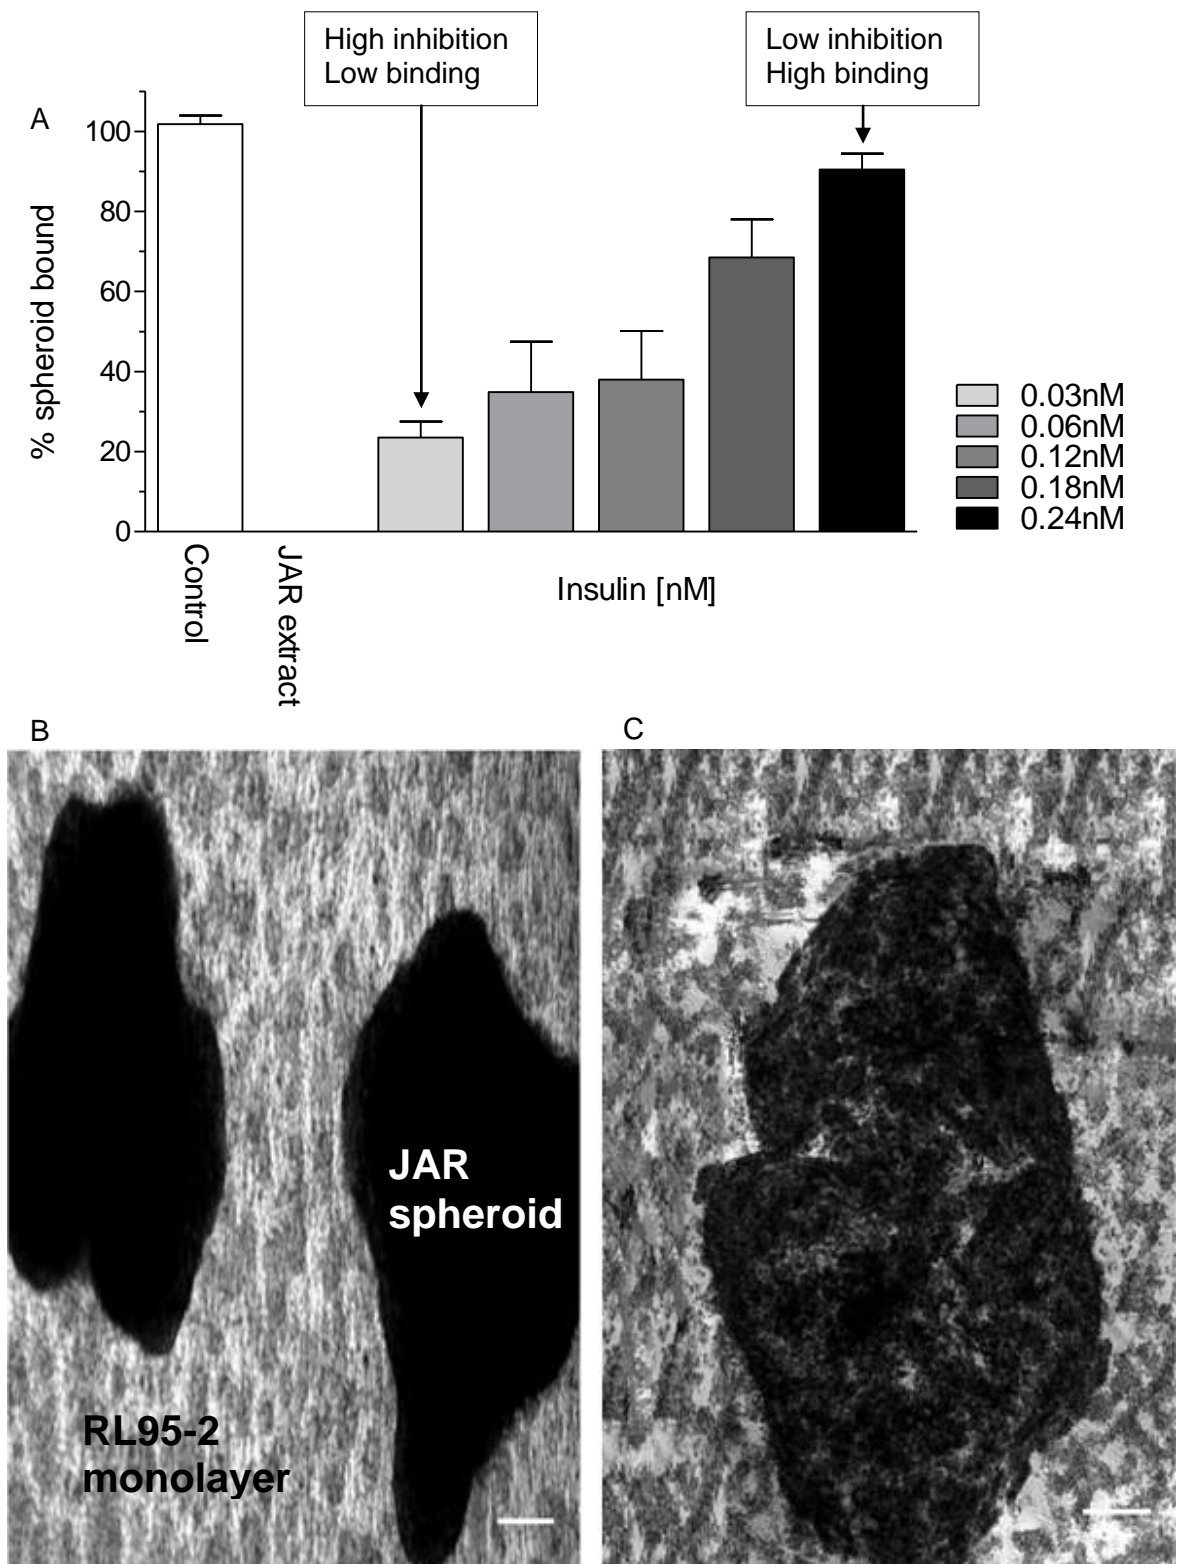 High inhibition
Low binding
Low inhibition
High binding
A
100
80
60
40
20
0
% spheroid bound
Control
JAR extract
Insulin [nM]
0.03nM
0.06nM
0.12nM
0.18nM
0.24nM
B
C
JAR
spheroid
RL95-2
monolayer